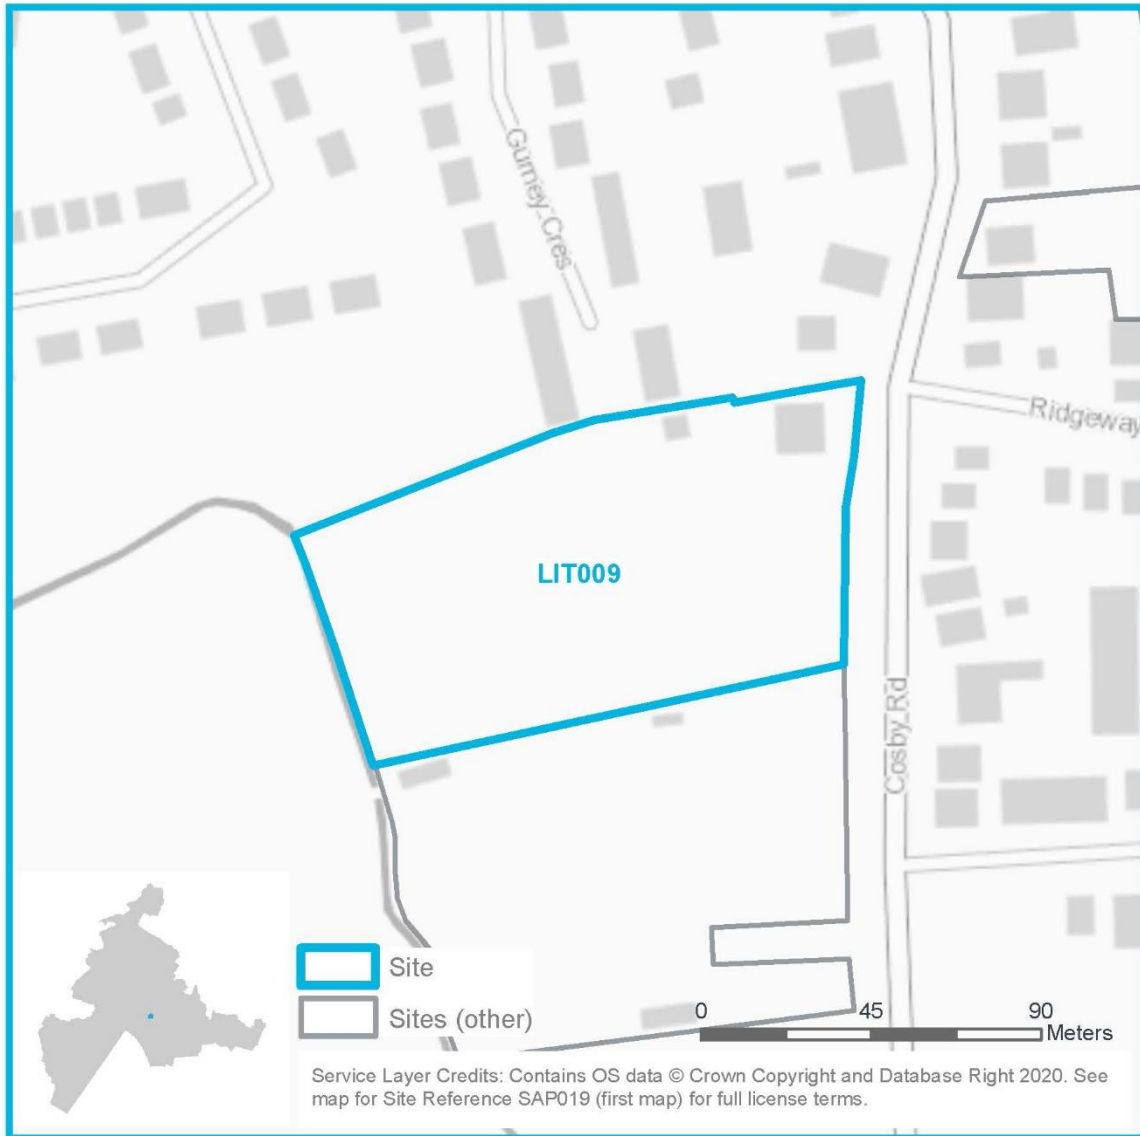 Gurney Cres
Ridgeway
LIT009
Cosby Rd
Site
Sites (other)
0 45 90
Meters
Service Layer Credits: Contains OS data © Crown Copyright and Database Right 2020. See
map for Site Reference SAP019 (first map) for full license terms.